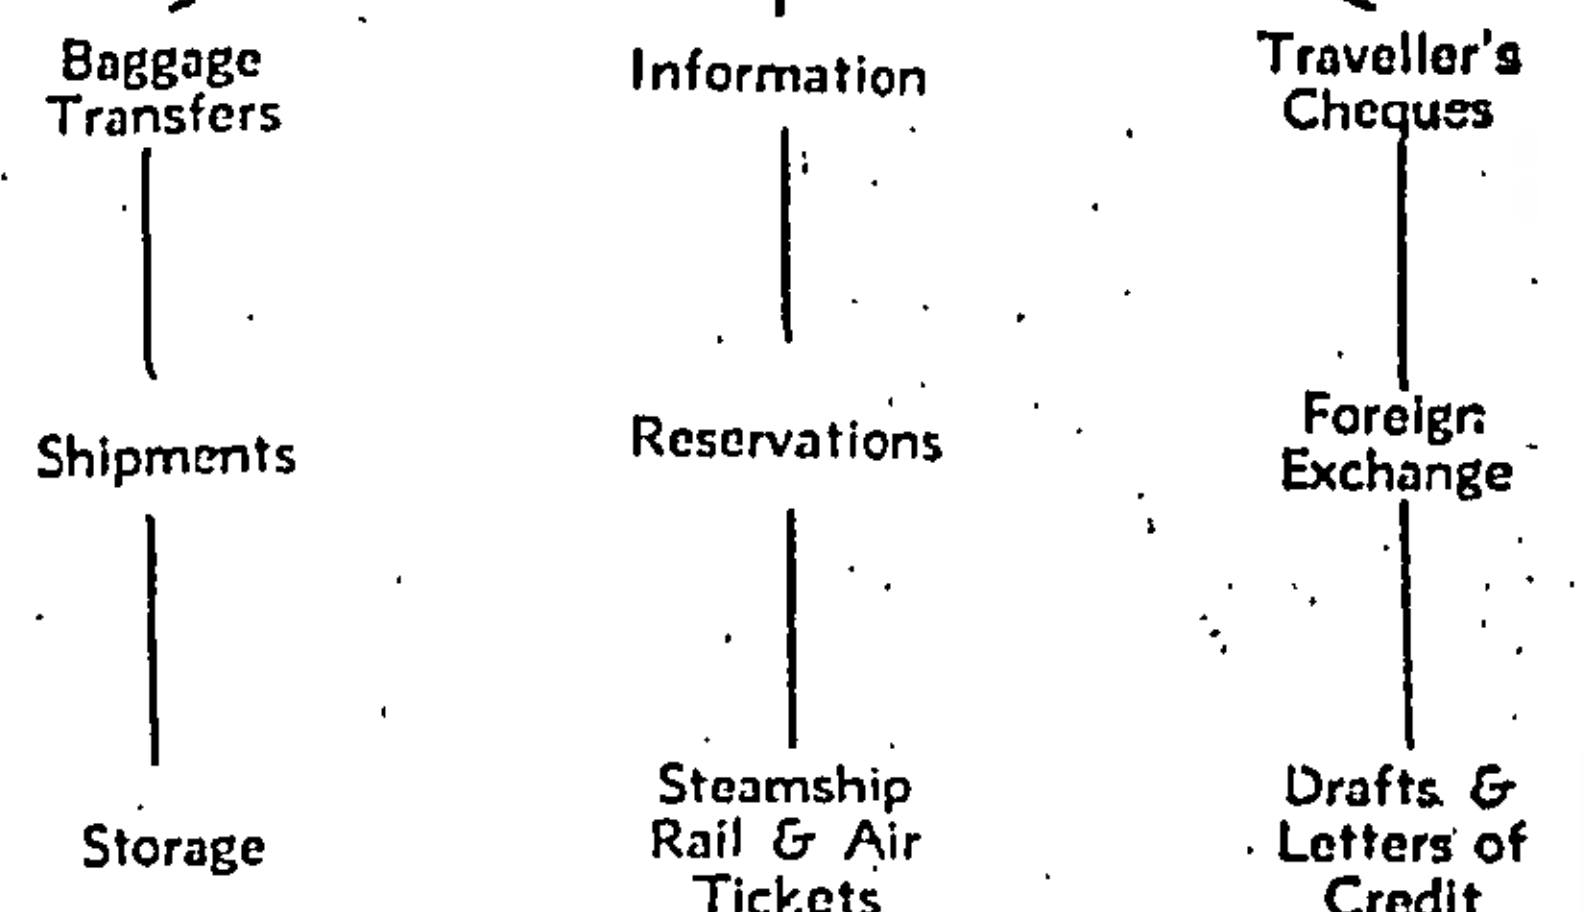 Baggage
Transfers
Information
Traveller's
Cheques
Shipments
Reservations
Foreign
Exchange
Storage
Steamship
Rail & Air
Tickets
Drafts &
Letters of
Credit